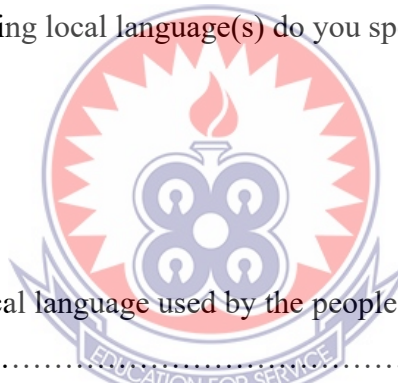 ing local language(s) do you sp
cal language used by the people
....................................................
EDUCATION FOR SERVICE